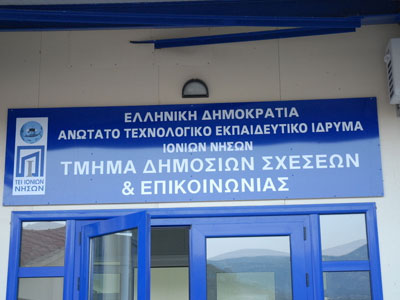 ΕΛΛΗΝΙΚΗ ΔΗΜΟΚΡΑΤΙΑ
ΑΝΩΤΑΤΟ ΤΕΧΝΟΛΟΓΙΚΟ ΕΚΠΑΙΔΕΥΤΙΚΟ ΙΔΡΥΜΑ
ΙΟΝΙΩΝ ΝΗΣΩΝ
ΤΜΗΜΑ ΔΗΜΟΣΙΩΝ ΣΧΕΣΕΩΝ
& ΕΠΙΚΟΙΝΩΝΙΑΣ
ΤΕΙ ΙΟΝΙΩΝ
ΝΗΣΩΝ